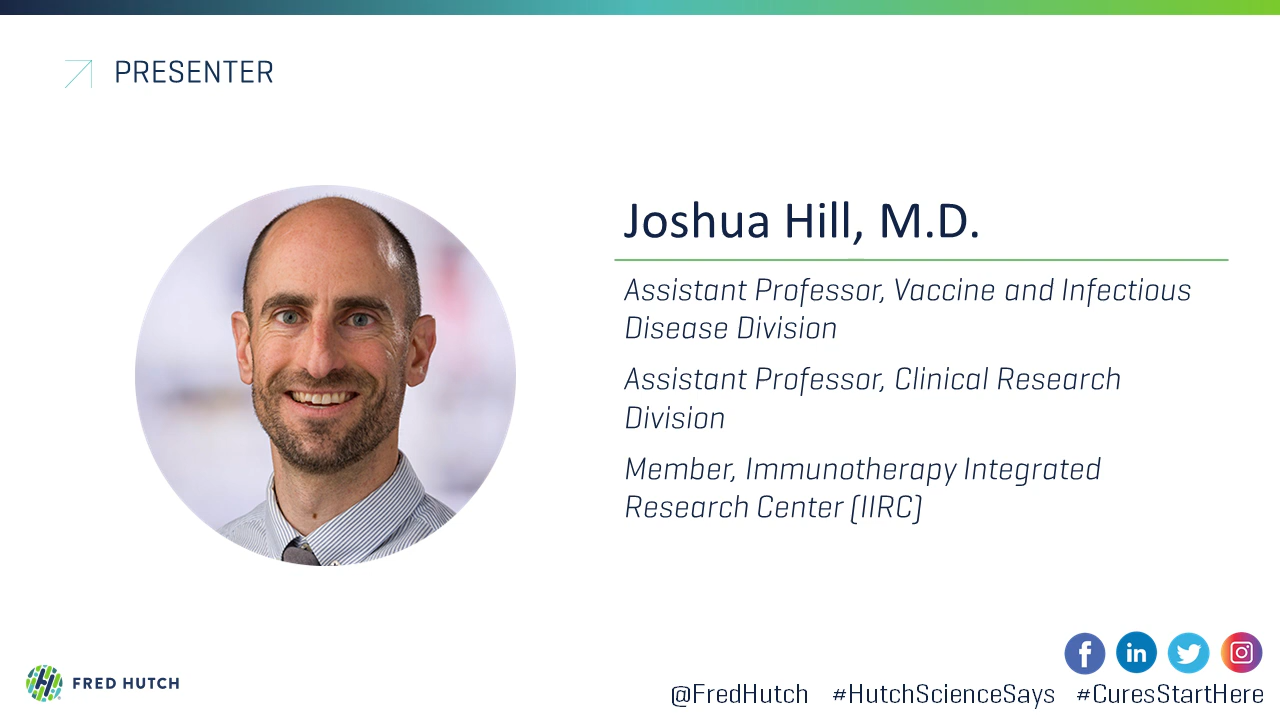 PRESENTER
Joshua Hill, M.D.
Assistant Professor, Vaccine and Infectious
Disease Division
Assistant Professor, Clinical Research
Division
Member, Immunotherapy Integrated
Research Center (IIRC)
FRED HUTCH
@FredHutch #HutchScienceSays #CuresStartHere